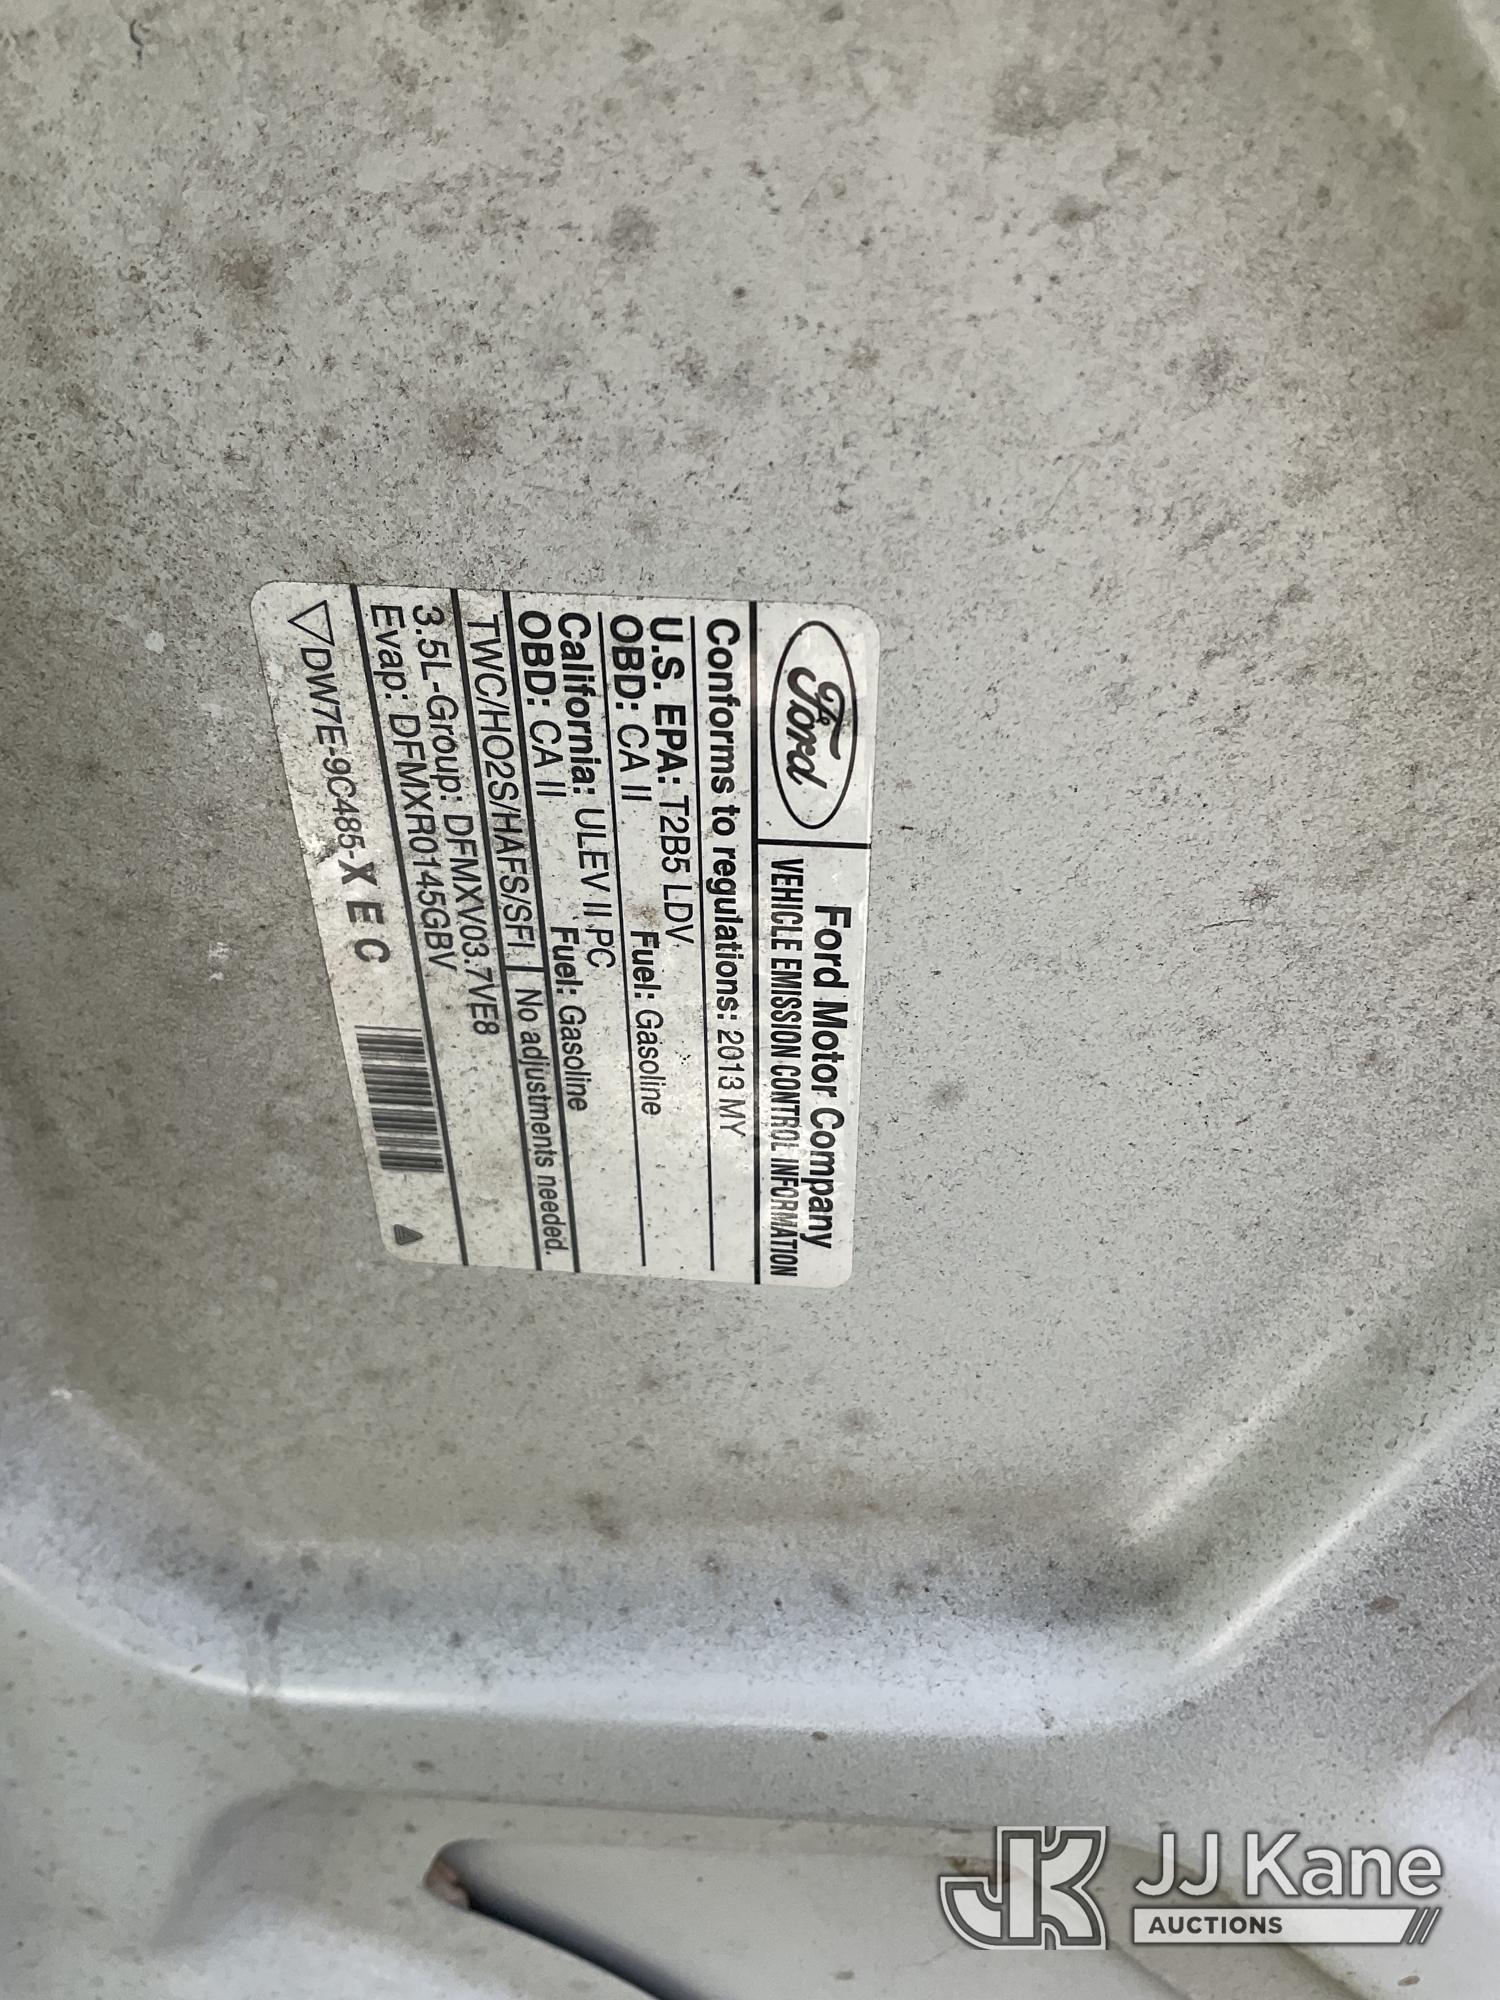 Ford
Ford Motor Company
VEHICLE EMISSION CONTROL INFORMATION
Conforms to regulations: 2013 MY
U.S. EPA: T2B5 LDV
OBD: CA II Fuel: Gasoline
California: ULEV II PC
OBD: CA II Fuel: Gasoline
TWC/HO2S/HAFS/SFI No adjustments needed.
3.5L-Group: DFMXV03.7VE8
Evap: DFMXR0145GBV
DW7E-9C485-XEC
JK
JJ Kane
AUCTIONS